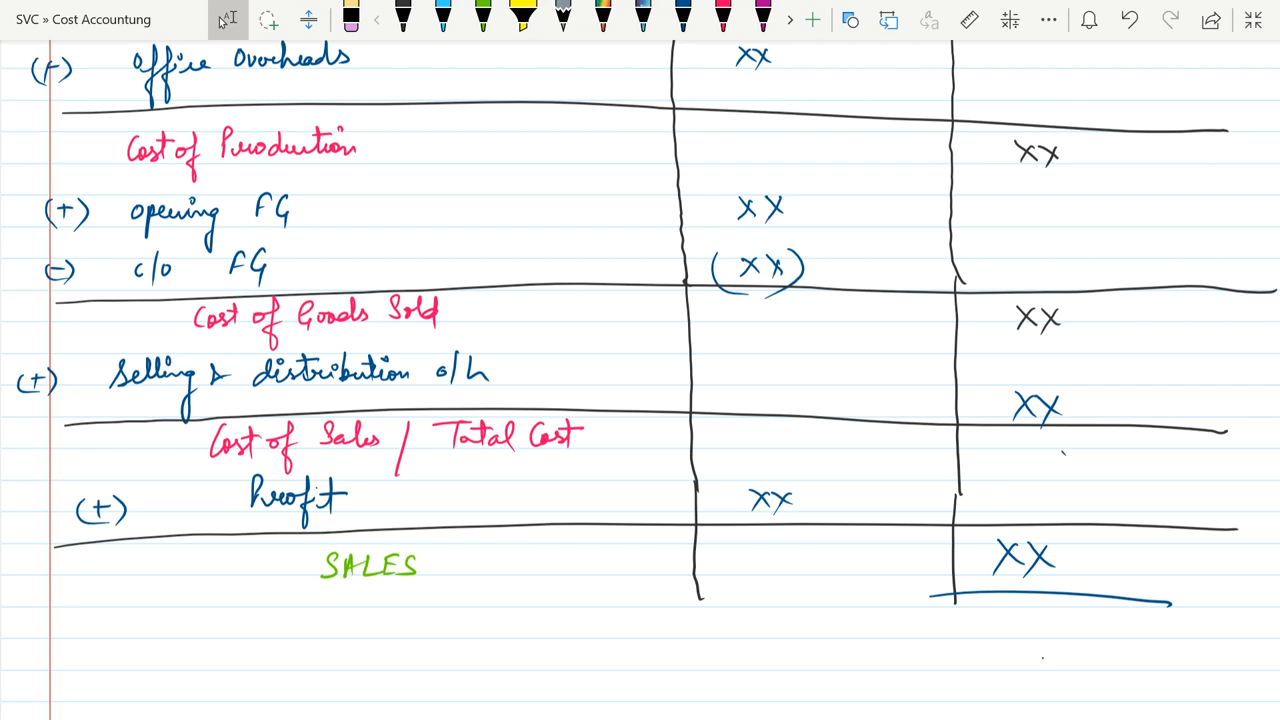 SVC » Cost Accountung
(+) office overheads XX
Cost of Production XX
(+) opening FG XX
(-) c/o FG (XX)
Cost of Goods Sold XX
(+) Selling & distribution o/h XX
Cost of Sales / Total Cost
(+) Profit XX
SALES XX